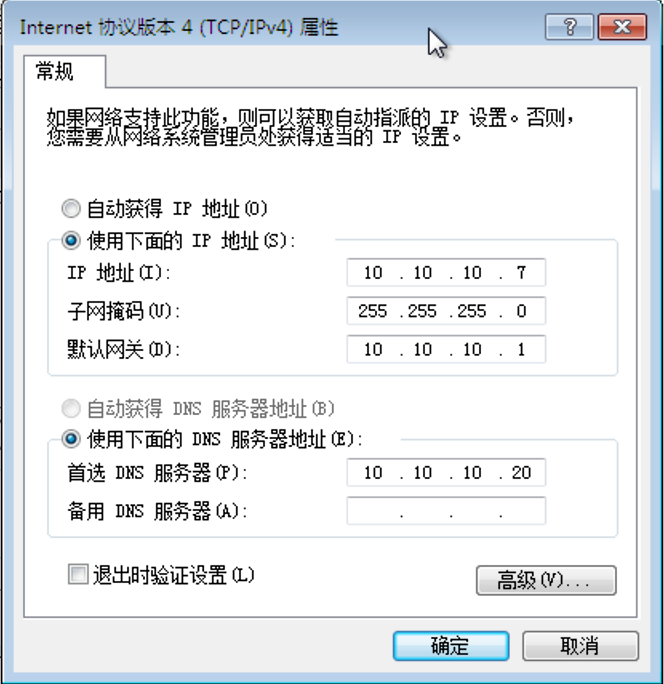 Internet 协议版本 4 (TCP/IPv4) 属性
常规
如果网络支持此功能，则可以获取自动指派的 IP 设置。否则，
您需要从网络系统管理员处获得适当的 IP 设置。
自动获得 IP 地址(O)
使用下面的 IP 地址(S):
IP 地址(I): 10 . 10 . 10 . 7
子网掩码(U): 255 . 255 . 255 . 0
默认网关(D): 10 . 10 . 10 . 1
自动获得 DNS 服务器地址(B)
使用下面的 DNS 服务器地址(E):
首选 DNS 服务器(P): 10 . 10 . 10 . 20
备用 DNS 服务器(A): . . .
退出时验证设置(L)
高级(V)...
确定 取消